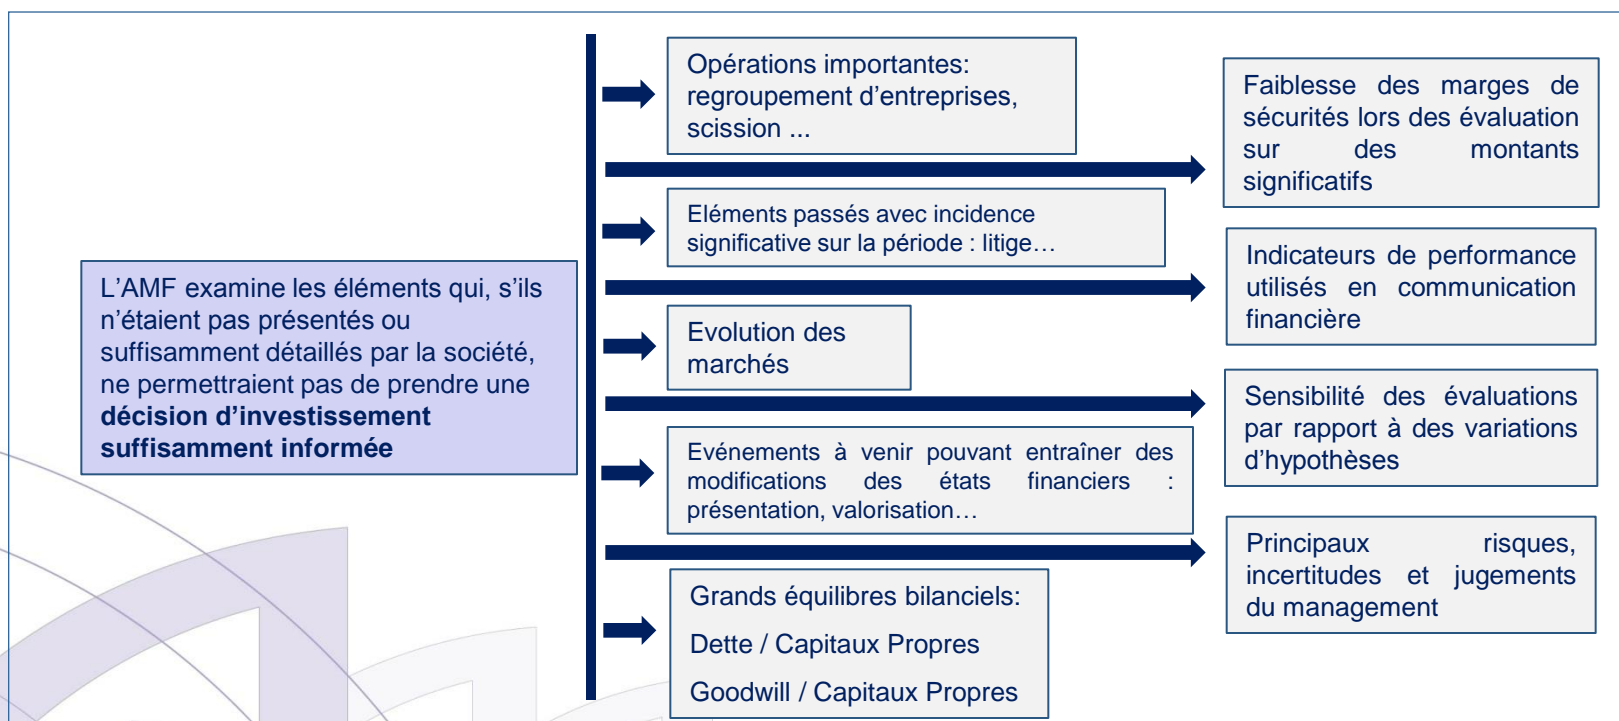 L'AMF examine les éléments qui, s'ils
n'étaient pas présentés ou
suffisamment détaillés par la société,
ne permettraient pas de prendre une
décision d'investissement
suffisamment informée
Opérations importantes:
regroupement d'entreprises,
scission ...
Eléments passés avec incidence
significative sur la période : litige…
Evolution des
marchés
Evénements à venir pouvant entraîner des
modifications des états financiers :
présentation, valorisation…
Grands équilibres bilanciels:
Dette / Capitaux Propres
Goodwill / Capitaux Propres
Faiblesse des marges de
sécurités lors des évaluation
sur des montants
significatifs
Indicateurs de performance
utilisés en communication
financière
Sensibilité des évaluations
par rapport à des variations
d'hypothèses
Principaux risques,
incertitudes et jugements
du management